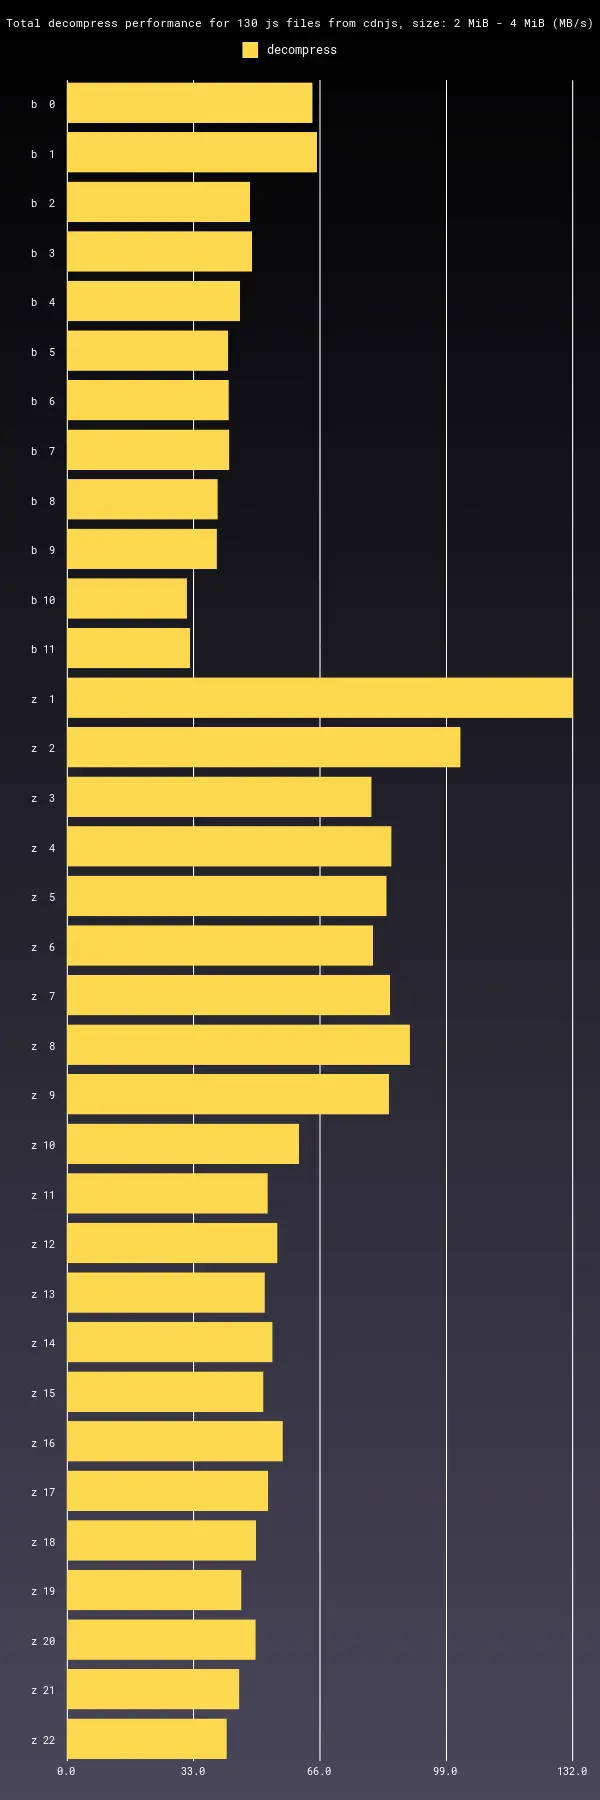 Total decompress performance for 130 js files from cdnjs, size: 2 MiB - 4 MiB (MB/s)
decompress
b 0
b 1
b 2
b 3
b 4
b 5
b 6
b 7
b 8
b 9
b 10
b 11
z 1
z 2
z 3
z 4
z 5
z 6
z 7
z 8
z 9
z 10
z 11
z 12
z 13
z 14
z 15
z 16
z 17
z 18
z 19
z 20
z 21
z 22
0.0 33.0 66.0 99.0 132.0